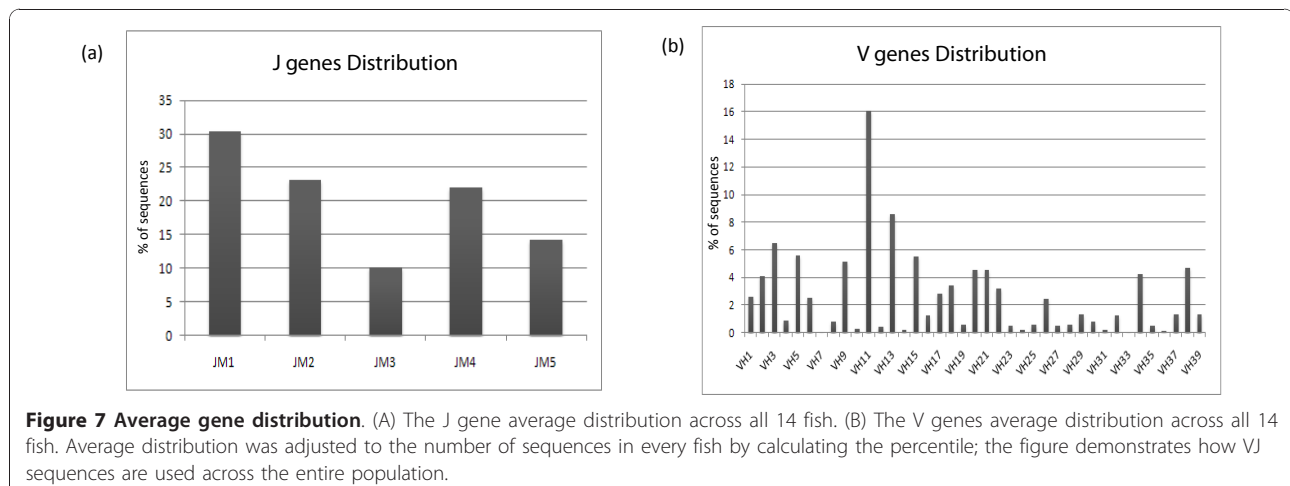 (a)
J genes Distribution
% of sequences
35
30
25
20
15
10
5
0
JM1 JM2 JM3 JM4 JM5
(b)
V genes Distribution
% of sequences
18
16
14
12
10
8
6
4
2
0
VH1 VH3 VH5 VH7 VH9 VH11 VH13 VH15 VH17 VH19 VH21 VH23 VH25 VH27 VH29 VH31 VH33 VH35 VH37 VH39
Figure 7 Average gene distribution. (A) The J gene average distribution across all 14 fish. (B) The V genes average distribution across all 14
fish. Average distribution was adjusted to the number of sequences in every fish by calculating the percentile; the figure demonstrates how VJ
sequences are used across the entire population.